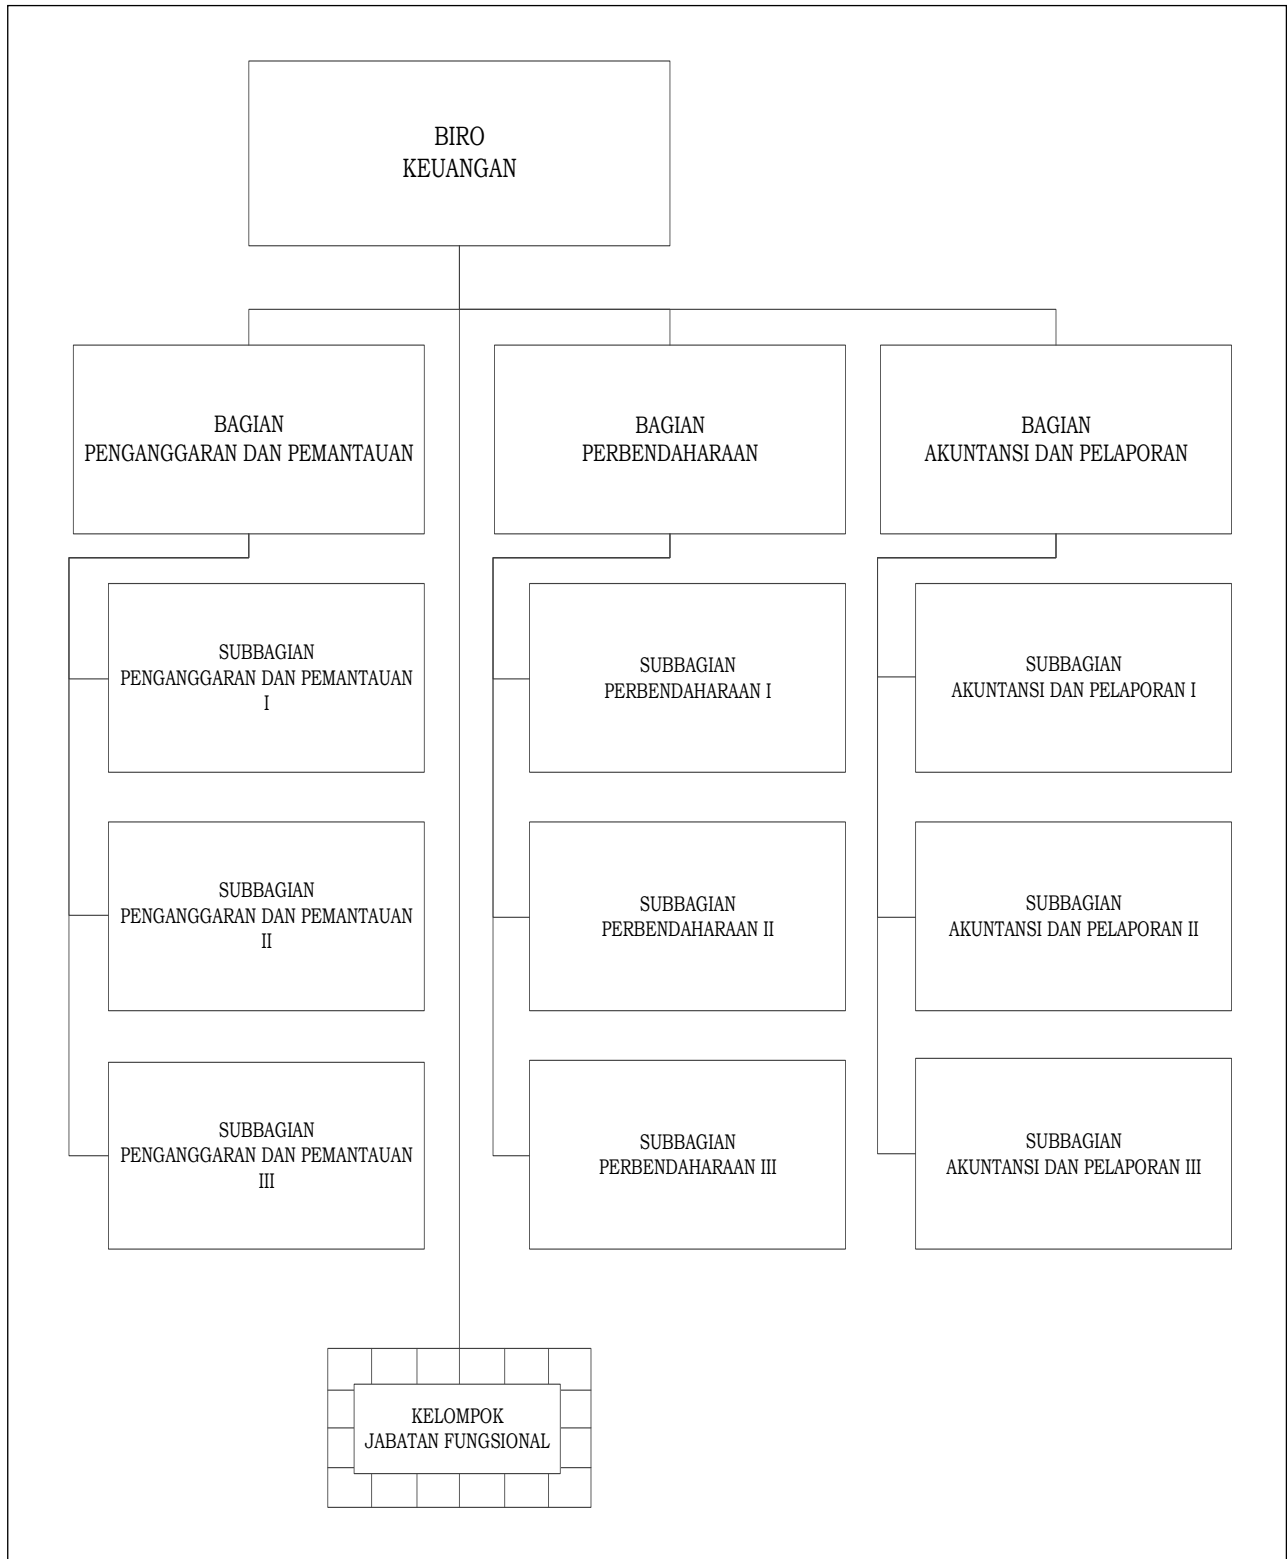 BIRO
KEUANGAN
BAGIAN
PENGANGGARAN DAN PEMANTAUAN
BAGIAN
PERBENDAHARAAN
BAGIAN
AKUNTANSI DAN PELAPORAN
SUBBAGIAN
PENGANGGARAN DAN PEMANTAUAN
I
SUBBAGIAN
PERBENDAHARAAN I
SUBBAGIAN
AKUNTANSI DAN PELAPORAN I
SUBBAGIAN
PENGANGGARAN DAN PEMANTAUAN
II
SUBBAGIAN
PERBENDAHARAAN II
SUBBAGIAN
AKUNTANSI DAN PELAPORAN II
SUBBAGIAN
PENGANGGARAN DAN PEMANTAUAN
III
SUBBAGIAN
PERBENDAHARAAN III
SUBBAGIAN
AKUNTANSI DAN PELAPORAN III
KELOMPOK
JABATAN FUNGSIONAL